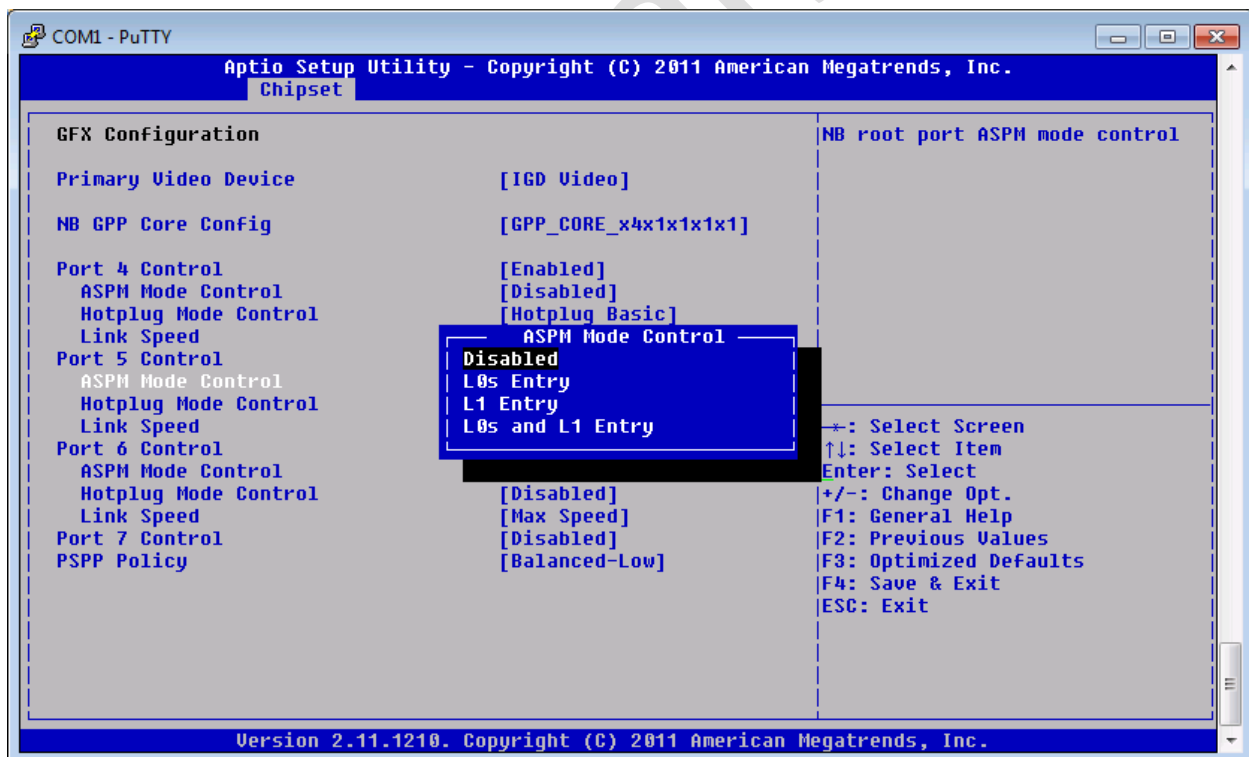 COM1 - PuTTY
Aptio Setup Utility - Copyright (C) 2011 American Megatrends, Inc.
Chipset
GFX Configuration
NB root port ASPM mode control
Primary Video Device [IGD Video]
NB GPP Core Config [GPP_CORE_x4x1x1x1x1]
Port 4 Control [Enabled]
ASPM Mode Control [Disabled]
Hotplug Mode Control [Hotplug Basic]
Link Speed
Port 5 Control
ASPM Mode Control
Hotplug Mode Control
Link Speed
Port 6 Control
ASPM Mode Control
Hotplug Mode Control [Disabled]
Link Speed [Max Speed]
Port 7 Control [Disabled]
PSPP Policy [Balanced-Low]
ASPM Mode Control
Disabled
L0s Entry
L1 Entry
L0s and L1 Entry
: Select Screen
↑↓: Select Item
Enter: Select
+/-: Change Opt.
F1: General Help
F2: Previous Values
F3: Optimized Defaults
F4: Save & Exit
ESC: Exit
Version 2.11.1210. Copyright (C) 2011 American Megatrends, Inc.